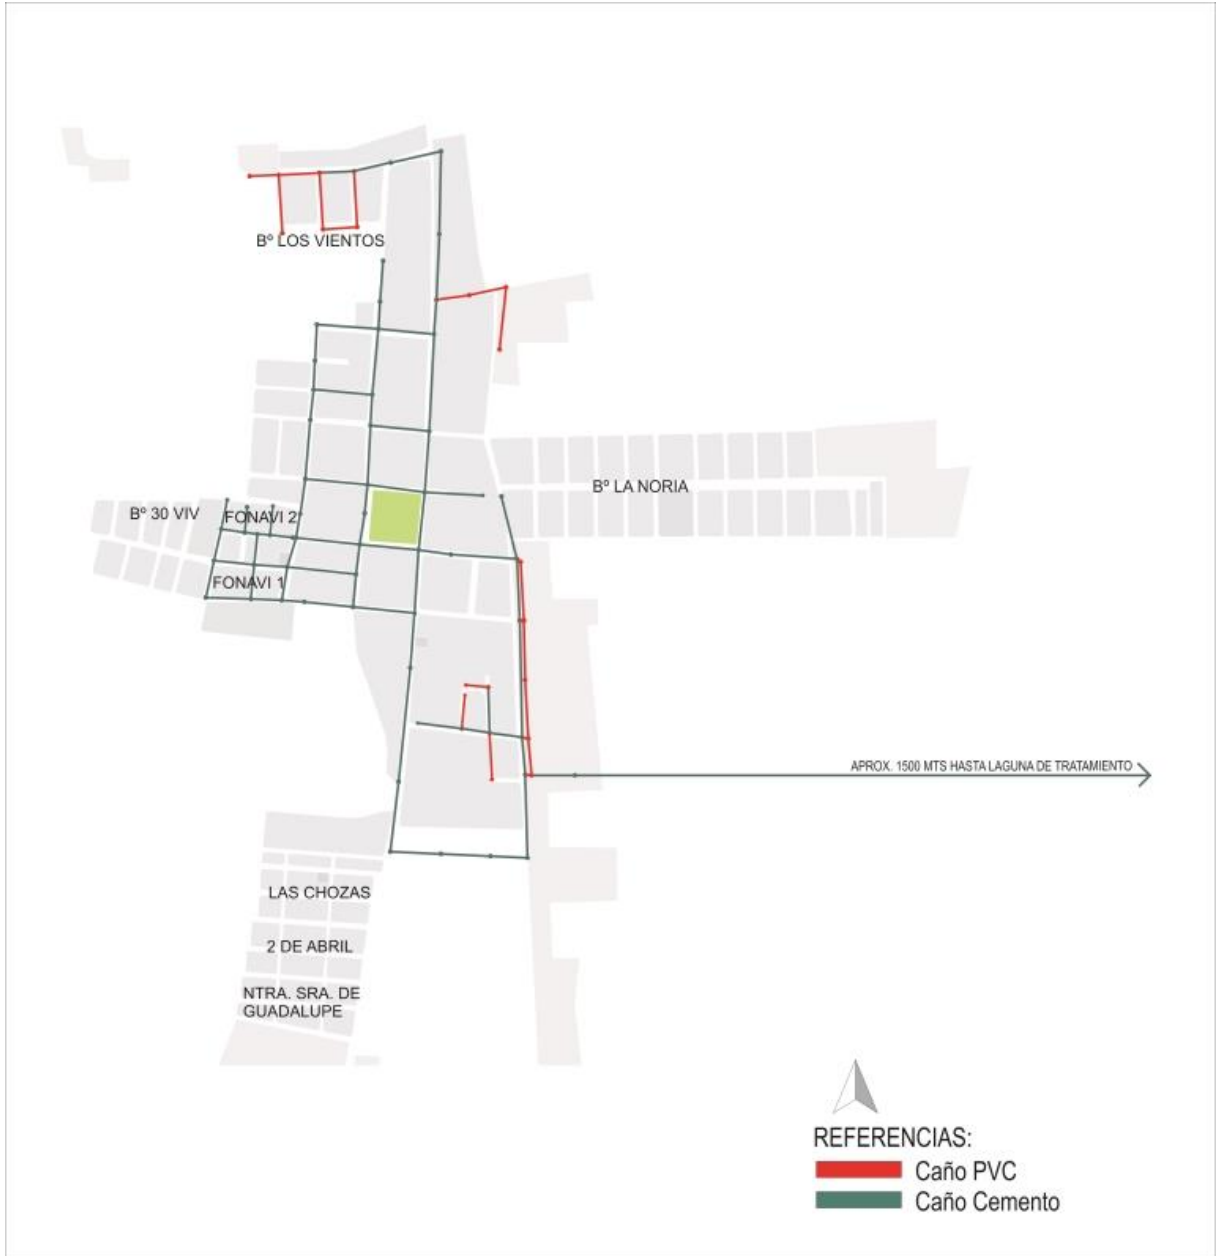 Bº LOS VIENTOS
Bº LA NORIA
Bº 30 VIV
FONAVI 2
FONAVI 1
APROX. 1500 MTS HASTA LAGUNA DE TRATAMIENTO
LAS CHOZAS
2 DE ABRIL
NTRA. SRA. DE
GUADALUPE
REFERENCIAS:
Caño PVC
Caño Cemento